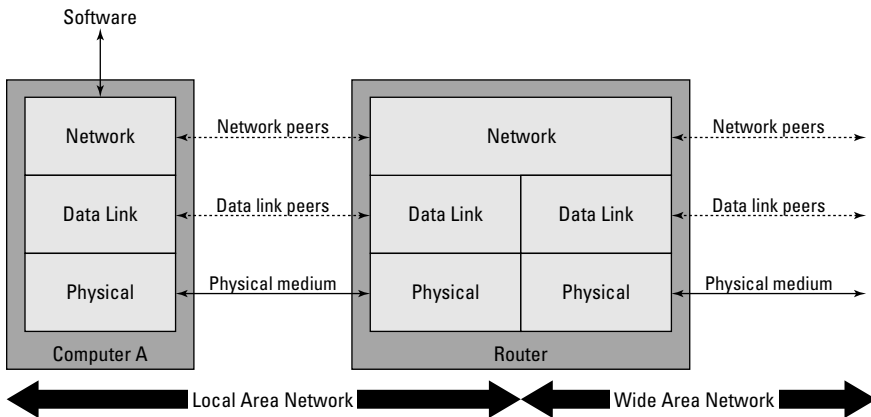 Software
Network
Network peers
Network
Network peers
Data Link
Data link peers
Data Link
Data Link
Data link peers
Physical
Physical medium
Physical
Physical
Physical medium
Computer A
Router
Local Area Network
Wide Area Network